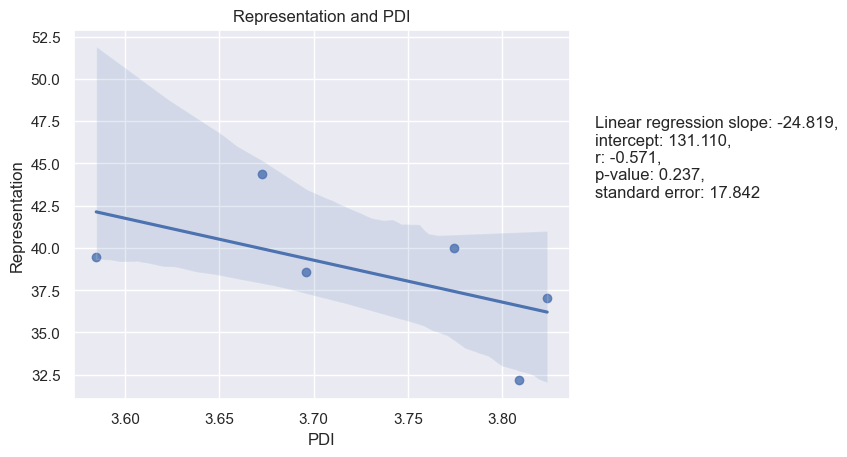 Representation and PDI
52.5
50.0
47.5
45.0
42.5
40.0
37.5
35.0
32.5
Representation
3.60
3.65
3.70
3.75
3.80
PDI
Linear regression slope: -24.819,
intercept: 131.110,
r: -0.571,
p-value: 0.237,
standard error: 17.842